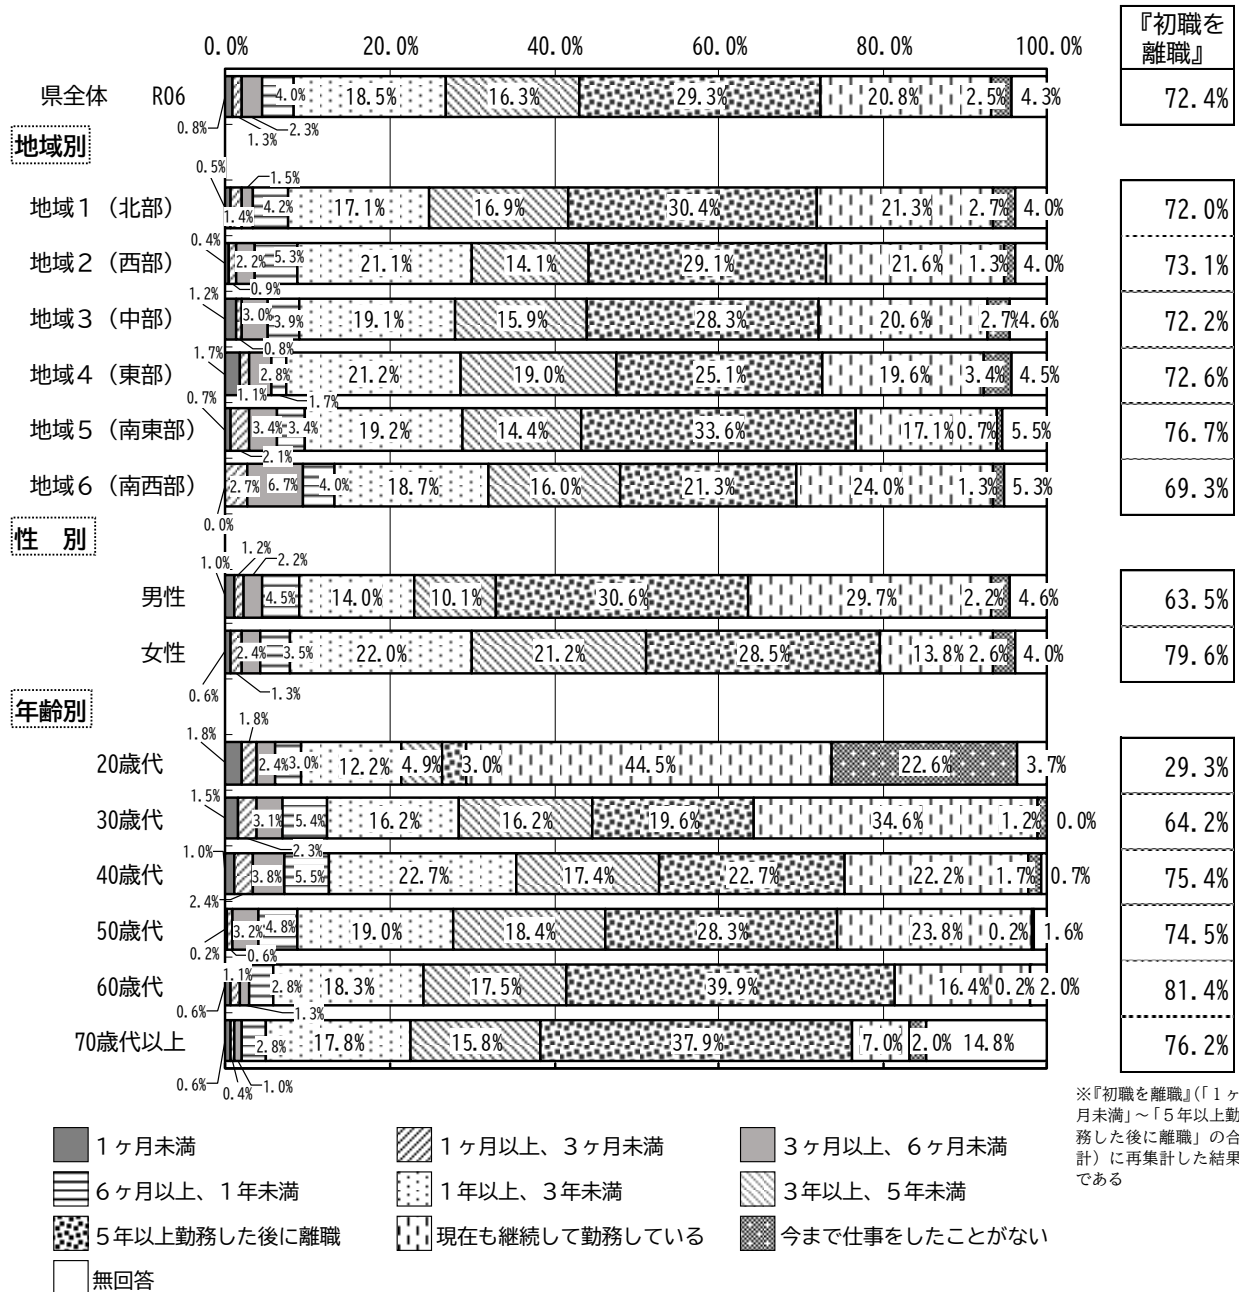 0.0% 20.0% 40.0% 60.0% 80.0% 100.0%
『初職を
離職』
県全体 R06 4.0% 18.5% 16.3% 29.3% 20.8% 2.5% 4.3% 72.4%
0.8% 1.3% 2.3%
地域別
0.5% 1.5%
地域1（北部） 1.4% 4.2% 17.1% 16.9% 30.4% 21.3% 2.7% 4.0% 72.0%
0.4%
地域2（西部） 2.2% 5.3% 21.1% 14.1% 29.1% 21.6% 1.3% 4.0% 73.1%
0.9%
1.2%
地域3（中部） 3.0% 3.9% 19.1% 15.9% 28.3% 20.6% 2.7% 4.6% 72.2%
0.8%
1.7%
地域4（東部） 2.8% 21.2% 19.0% 25.1% 19.6% 3.4% 4.5% 72.6%
1.1% 1.7%
0.7%
地域5（南東部） 3.4% 3.4% 19.2% 14.4% 33.6% 17.1% 0.7% 5.5% 76.7%
2.1%
地域6（南西部） 2.7% 6.7% 4.0% 18.7% 16.0% 21.3% 24.0% 1.3% 5.3% 69.3%
0.0%
性 別
1.0% 1.2% 2.2%
男性 4.5% 14.0% 10.1% 30.6% 29.7% 2.2% 4.6% 63.5%
女性 2.4% 3.5% 22.0% 21.2% 28.5% 13.8% 2.6% 4.0% 79.6%
0.6% 1.3%
年齢別
1.8% 1.8%
20歳代 2.4% 3.0% 12.2% 4.9% 3.0% 44.5% 22.6% 3.7% 29.3%
1.5%
30歳代 3.1% 5.4% 16.2% 16.2% 19.6% 34.6% 1.2% 0.0% 64.2%
2.3%
1.0%
40歳代 3.8% 5.5% 22.7% 17.4% 22.7% 22.2% 1.7% 0.7% 75.4%
2.4%
50歳代 3.2% 4.8% 19.0% 18.4% 28.3% 23.8% 0.2% 1.6% 74.5%
0.2% 0.6%
1.1%
60歳代 2.8% 18.3% 17.5% 39.9% 16.4% 0.2% 2.0% 81.4%
0.6% 1.3%
70歳代以上 2.8% 17.8% 15.8% 37.9% 7.0% 2.0% 14.8% 76.2%
0.6% 0.4% 1.0%
※『初職を離職』（「１ヶ
月未満」～「５年以上勤
務した後に離職」の合
計）に再集計した結果
である
１ヶ月未満 １ヶ月以上、３ヶ月未満 ３ヶ月以上、６ヶ月未満
６ヶ月以上、１年未満 １年以上、３年未満 ３年以上、５年未満
５年以上勤務した後に離職 現在も継続して勤務している 今まで仕事をしたことがない
無回答